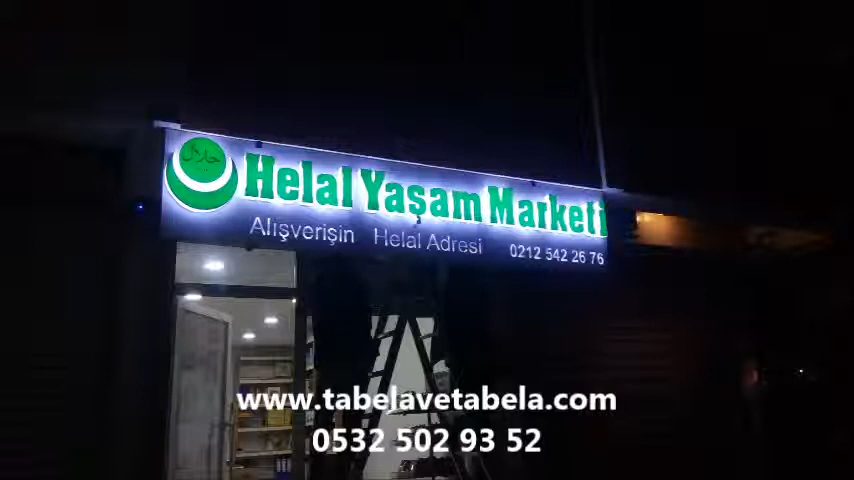 حلال
Helal Yaşam Marketi
Alışverişin Helal Adresi 0212 542 26 76
www.tabelavetabela.com
0532 502 93 52